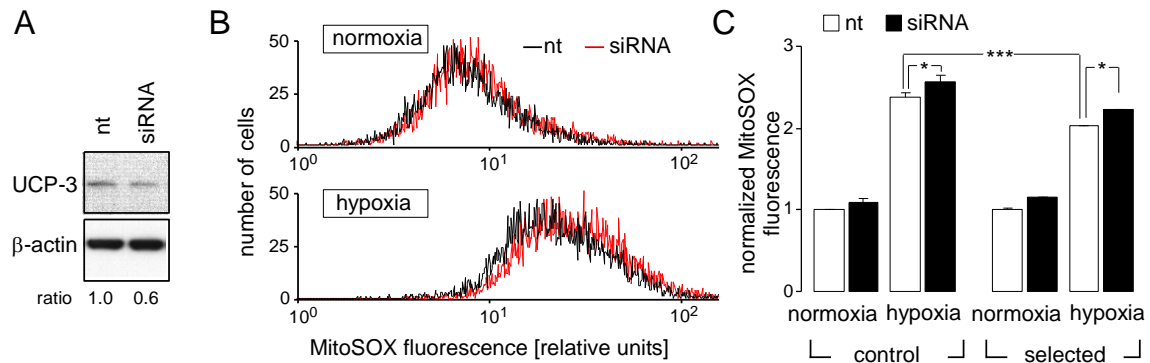 A
nt
siRNA
UCP-3
β-actin
ratio 1.0 0.6
B
number of cells
50
25
0
normoxia
nt siRNA
10⁰ 10¹ 10²
50
25
0
hypoxia
10⁰ 10¹ 10²
MitoSOX fluorescence [relative units]
C
nt siRNA
normalized MitoSOX
fluorescence
3
2
1
0
***
*
*
normoxia hypoxia normoxia hypoxia
control selected